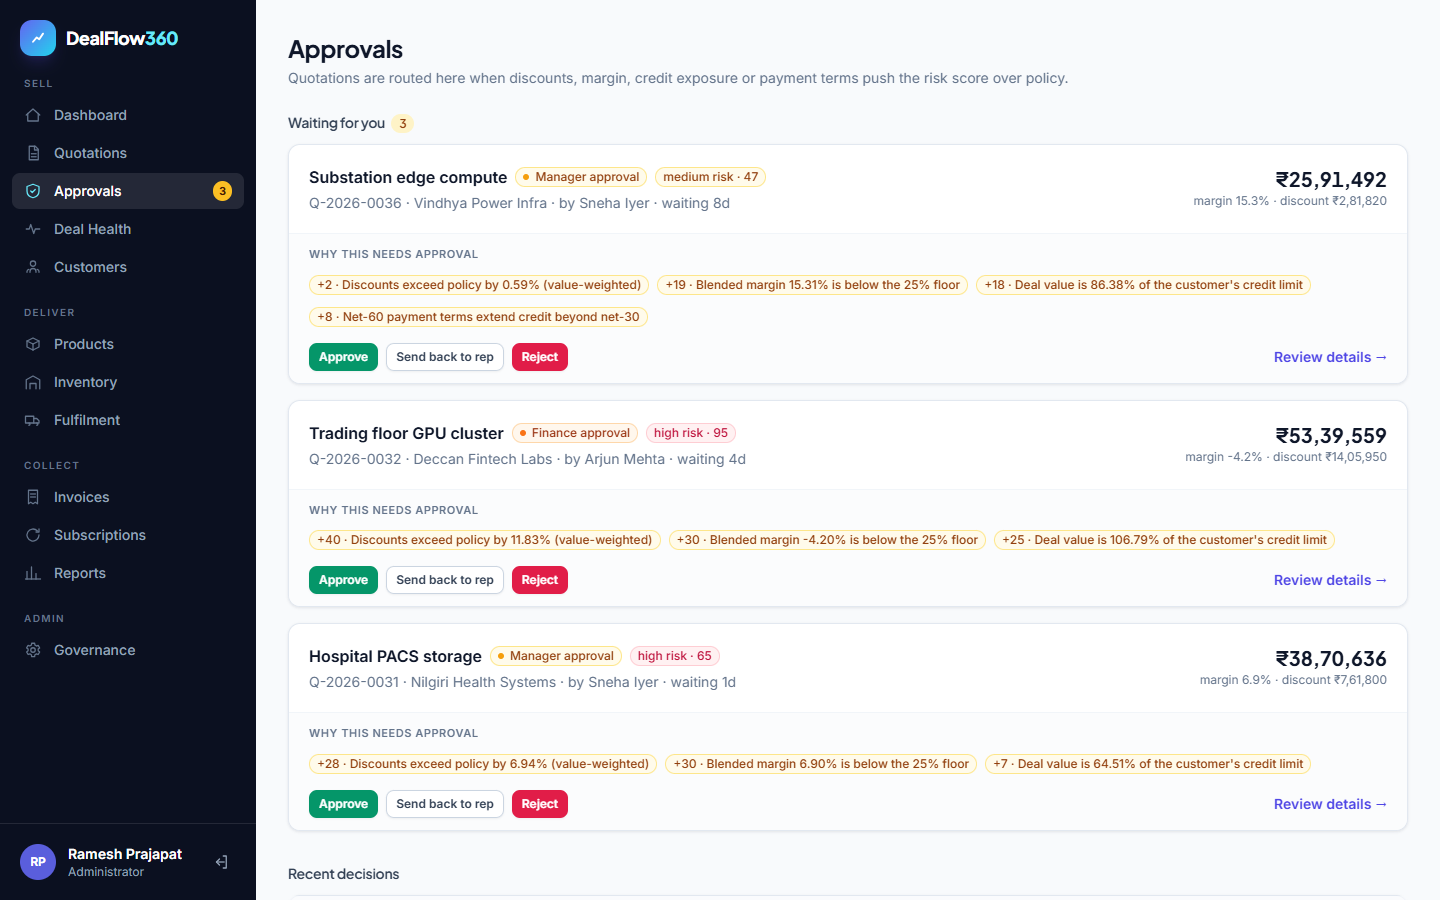 DealFlow360
SELL
Dashboard
Quotations
Approvals 3
Deal Health
Customers
DELIVER
Products
Inventory
Fulfilment
COLLECT
Invoices
Subscriptions
Reports
ADMIN
Governance
RP
Ramesh Prajapat
Administrator
Approvals
Quotations are routed here when discounts, margin, credit exposure or payment terms push the risk score over policy.
Waiting for you 3
Substation edge compute Manager approval medium risk · 47 ₹25,91,492
Q-2026-0036 · Vindhya Power Infra · by Sneha Iyer · waiting 8d margin 15.3% · discount ₹2,81,820
WHY THIS NEEDS APPROVAL
+2 · Discounts exceed policy by 0.59% (value-weighted) +19 · Blended margin 15.31% is below the 25% floor +18 · Deal value is 86.38% of the customer's credit limit
+8 · Net-60 payment terms extend credit beyond net-30
Approve Send back to rep Reject Review details →
Trading floor GPU cluster Finance approval high risk · 95 ₹53,39,559
Q-2026-0032 · Deccan Fintech Labs · by Arjun Mehta · waiting 4d margin -4.2% · discount ₹14,05,950
WHY THIS NEEDS APPROVAL
+40 · Discounts exceed policy by 11.83% (value-weighted) +30 · Blended margin -4.20% is below the 25% floor +25 · Deal value is 106.79% of the customer's credit limit
Approve Send back to rep Reject Review details →
Hospital PACS storage Manager approval high risk · 65 ₹38,70,636
Q-2026-0031 · Nilgiri Health Systems · by Sneha Iyer · waiting 1d margin 6.9% · discount ₹7,61,800
WHY THIS NEEDS APPROVAL
+28 · Discounts exceed policy by 6.94% (value-weighted) +30 · Blended margin 6.90% is below the 25% floor +7 · Deal value is 64.51% of the customer's credit limit
Approve Send back to rep Reject Review details →
Recent decisions